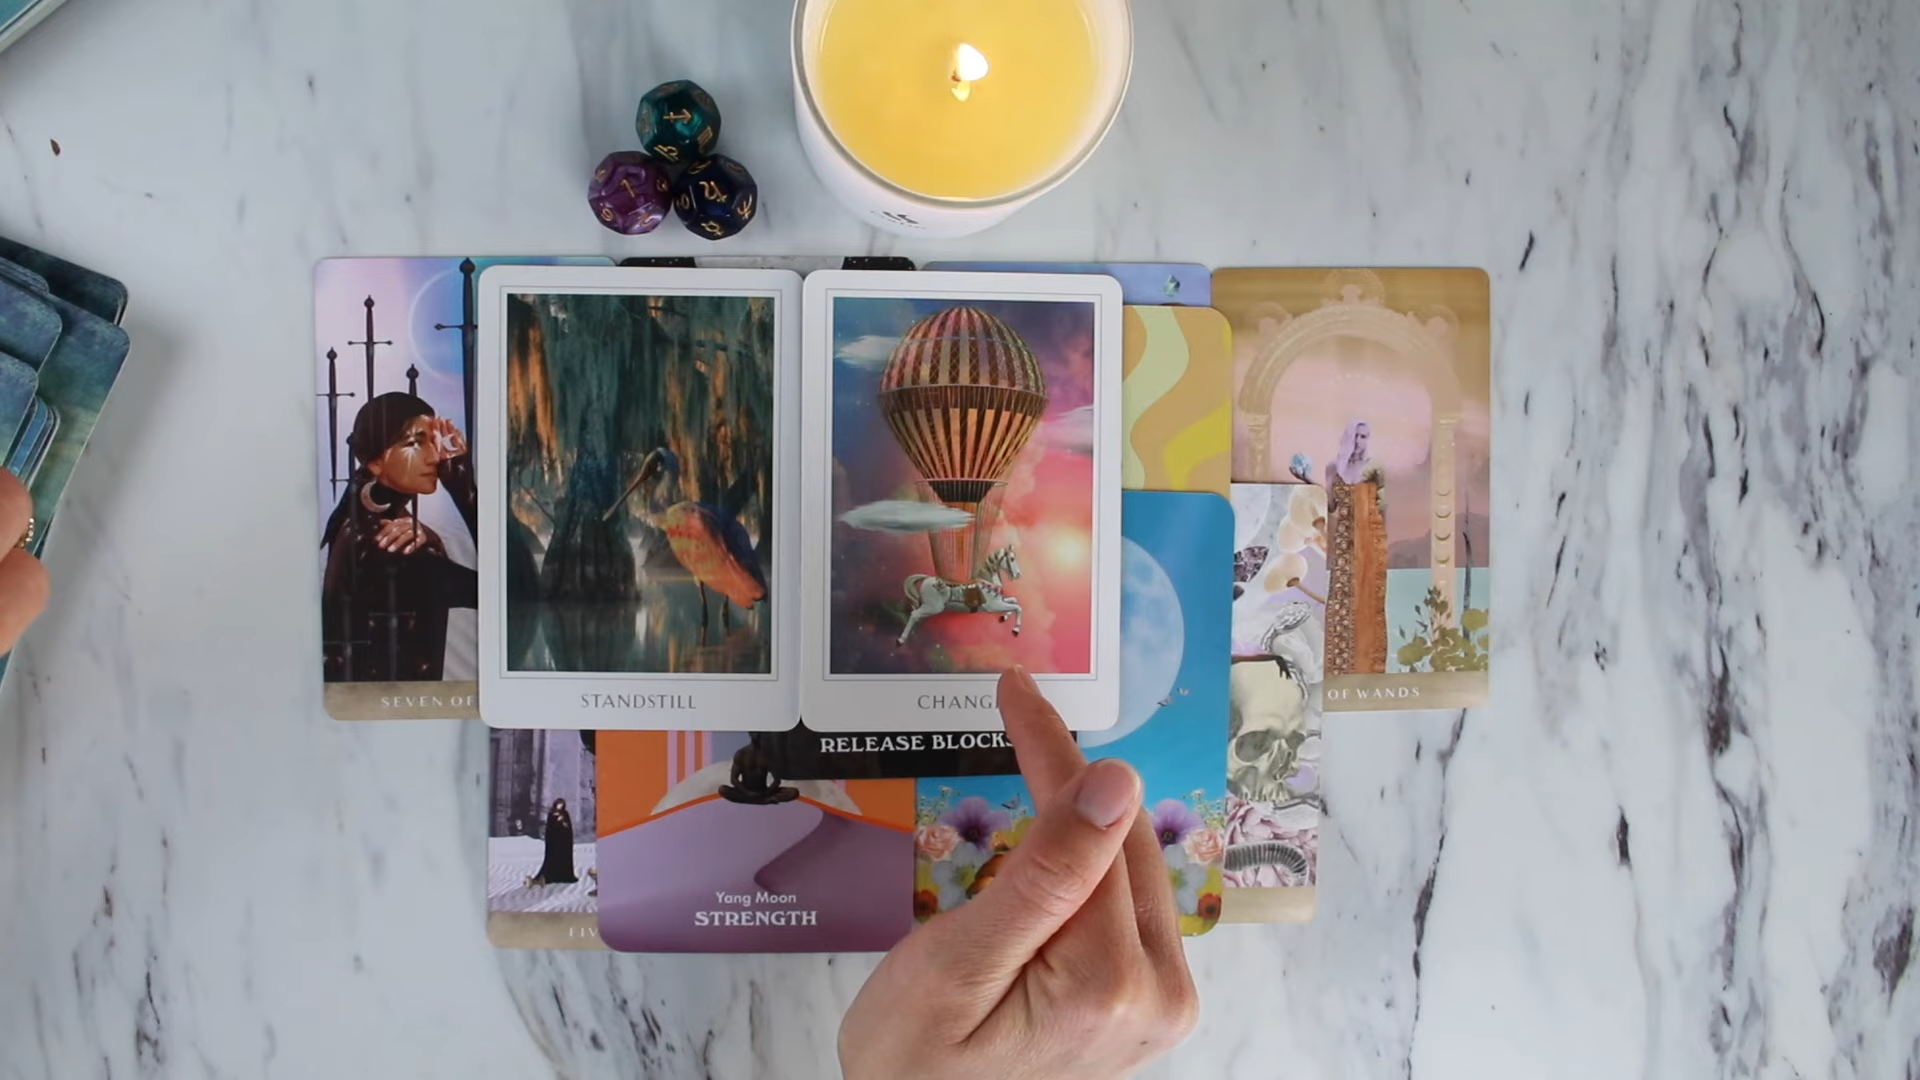 SEVEN OF
STANDSTILL
CHANG
OF WANDS
RELEASE BLOCKS
Yang Moon
STRENGTH
FIV